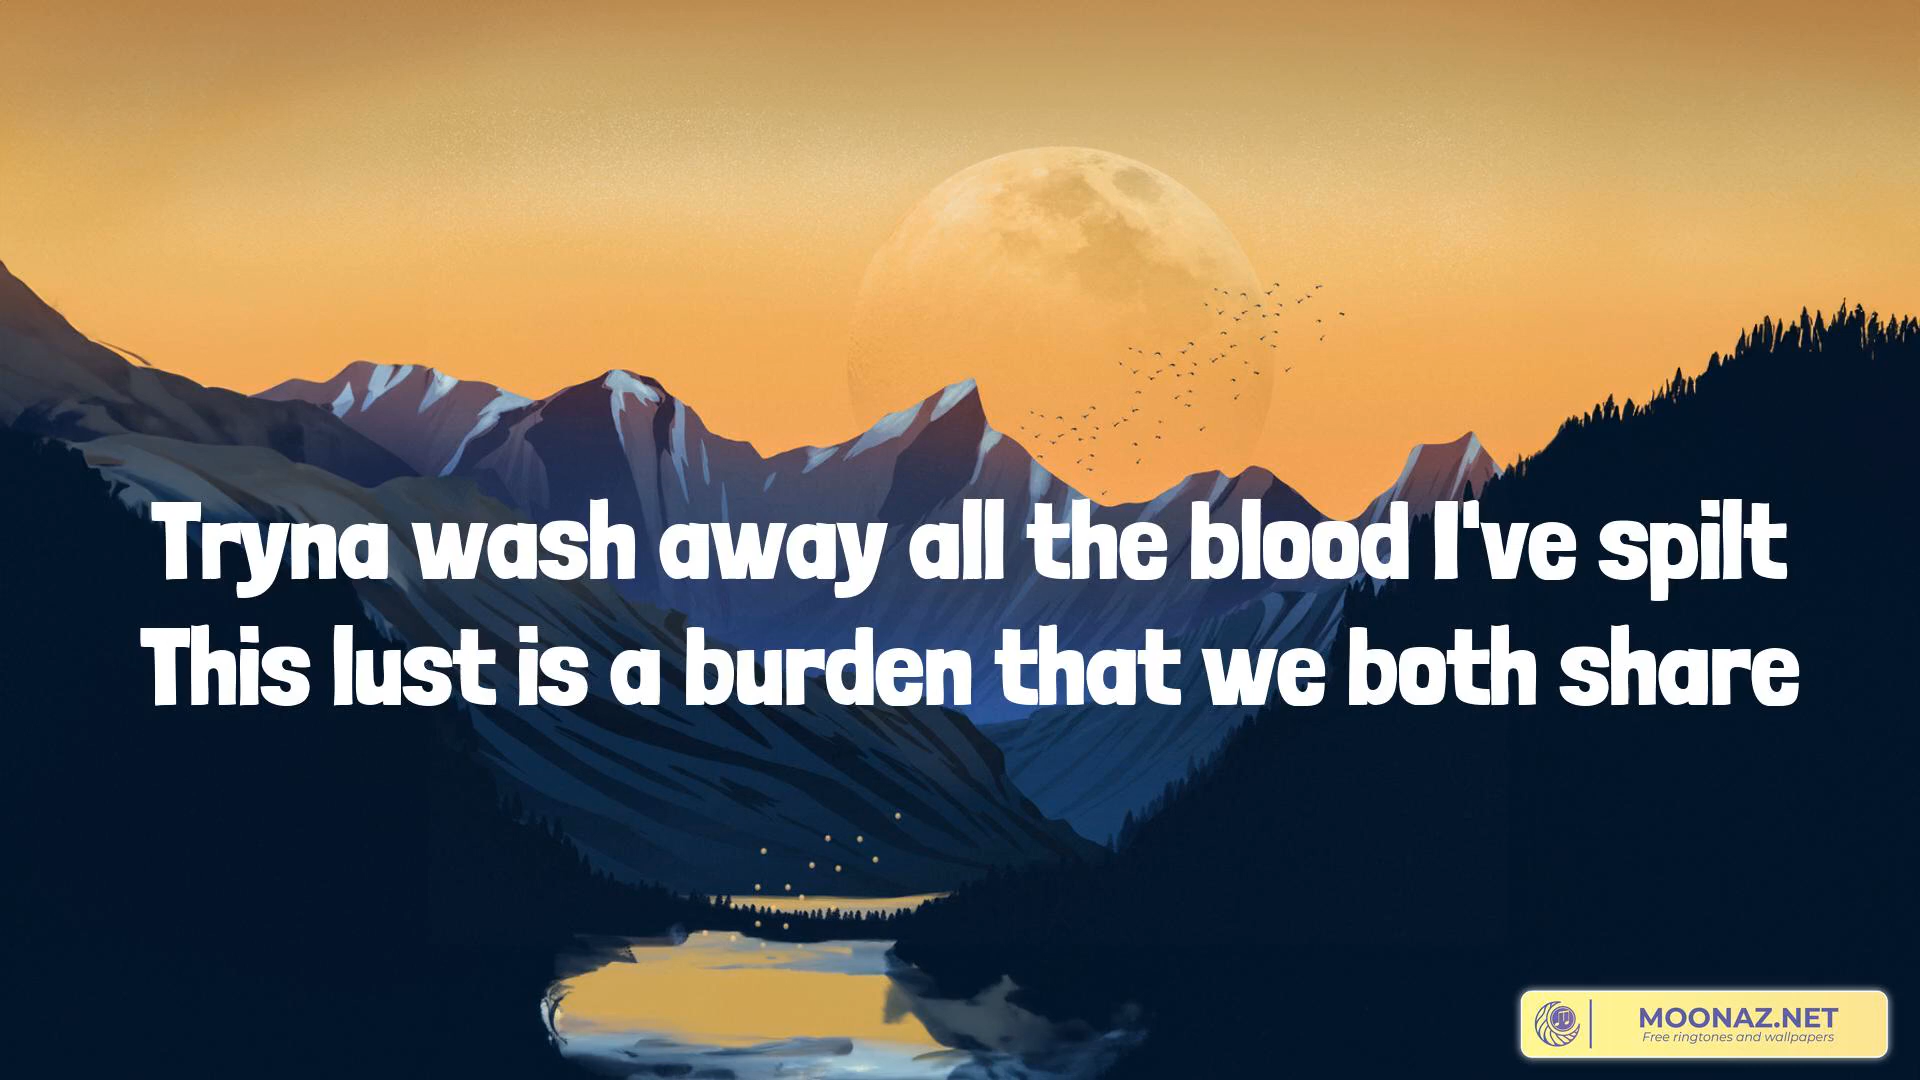 Tryna wash away all the blood I've spilt
This lust is a burden that we both share
MOONAZ.NET
Free ringtones and wallpapers